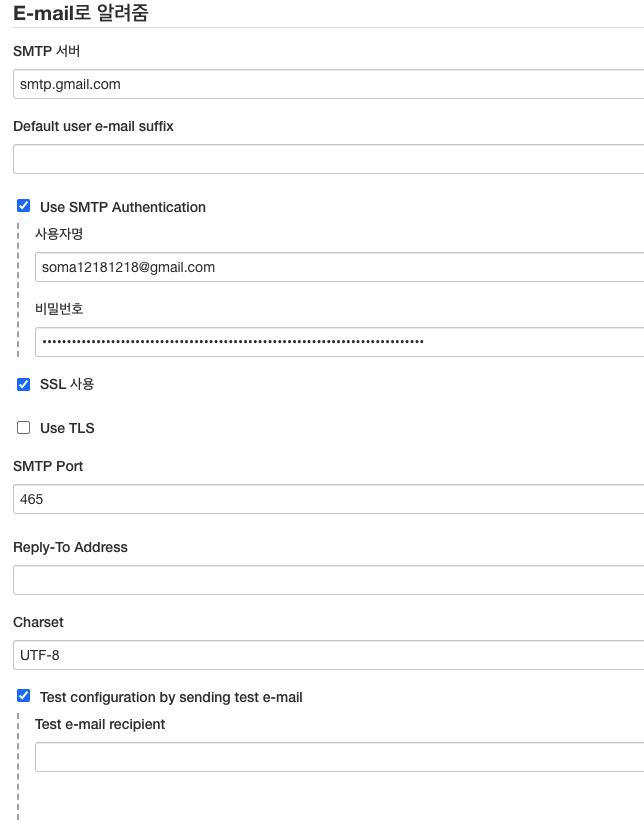 E-mail로 알려줌
SMTP 서버
smtp.gmail.com
Default user e-mail suffix
Use SMTP Authentication
사용자명
soma12181218@gmail.com
비밀번호
SSL 사용
Use TLS
SMTP Port
465
Reply-To Address
Charset
UTF-8
Test configuration by sending test e-mail
Test e-mail recipient